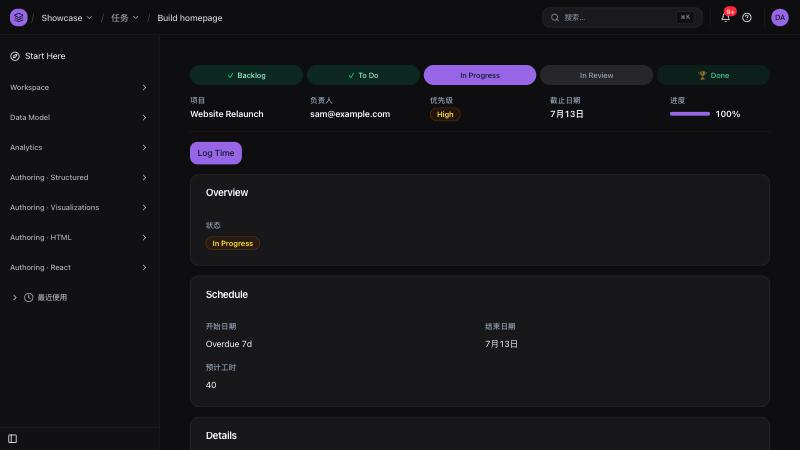 / Showcase / 任务 / Build homepage
搜索... ⌘K
9+
DA
Start Here
Workspace
Data Model
Analytics
Authoring · Structured
Authoring · Visualizations
Authoring · HTML
Authoring · React
最近使用
✓ Backlog
✓ To Do
In Progress
In Review
🏆 Done
项目
Website Relaunch
负责人
sam@example.com
优先级
High
截止日期
7月13日
进度
100%
Log Time
Overview
状态
In Progress
Schedule
开始日期
Overdue 7d
结束日期
7月13日
预计工时
40
Details